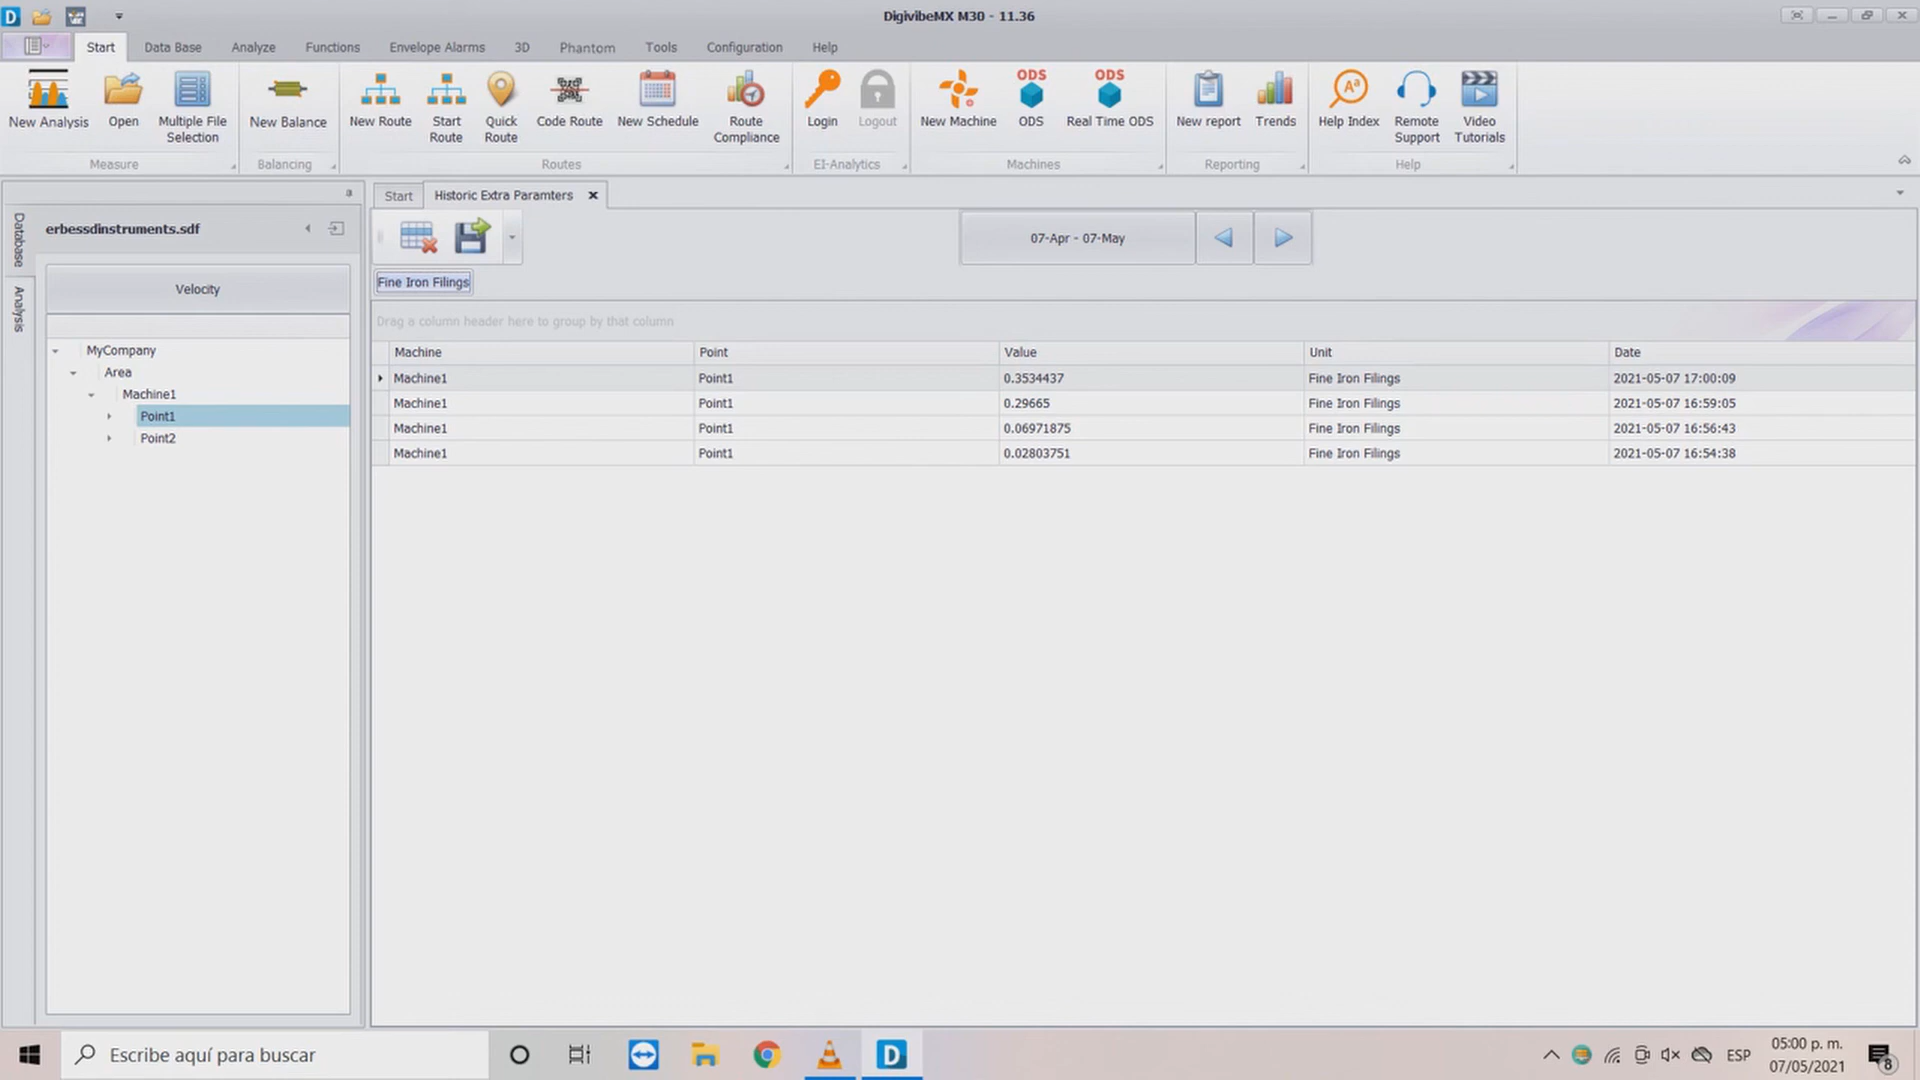 DigivibeMX M30 - 11.36
Start Data Base Analyze Functions Envelope Alarms 3D Phantom Tools Configuration Help
New Analysis Open Multiple File Selection New Balance New Route Start Route Quick Route Code Route New Schedule Route Compliance Login Logout New Machine ODS ODS ODS Real Time ODS New report Trends Help Index Remote Support Video Tutorials
Measure Balancing Routes EI-Analytics Machines Reporting Help
Start Historic Extra Paramters
Database
Analysis
erbessdinstruments.sdf
07-Apr - 07-May
Velocity
Fine Iron Filings
Drag a column header here to group by that column
MyCompany
Area
Machine1
Point1
Point2
Machine Point Value Unit Date
Machine1 Point1 0.3534437 Fine Iron Filings 2021-05-07 17:00:09
Machine1 Point1 0.29665 Fine Iron Filings 2021-05-07 16:59:05
Machine1 Point1 0.06971875 Fine Iron Filings 2021-05-07 16:56:43
Machine1 Point1 0.02803751 Fine Iron Filings 2021-05-07 16:54:38
Escribe aquí para buscar
ESP
05:00 p. m.
07/05/2021
8